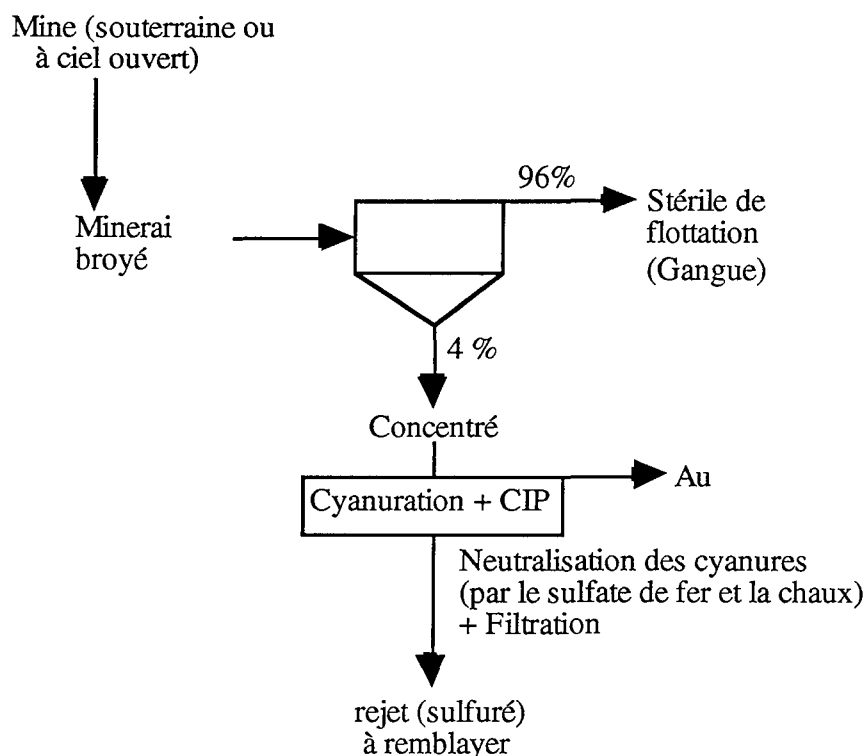 Mine (souterraine ou
à ciel ouvert)
96%
Minerai
broyé
Stérile de
flottation
(Gangue)
4 %
Concentré
Cyanuration + CIP
Au
Neutralisation des cyanures
(par le sulfate de fer et la chaux)
+ Filtration
rejet (sulfuré)
à remblayer